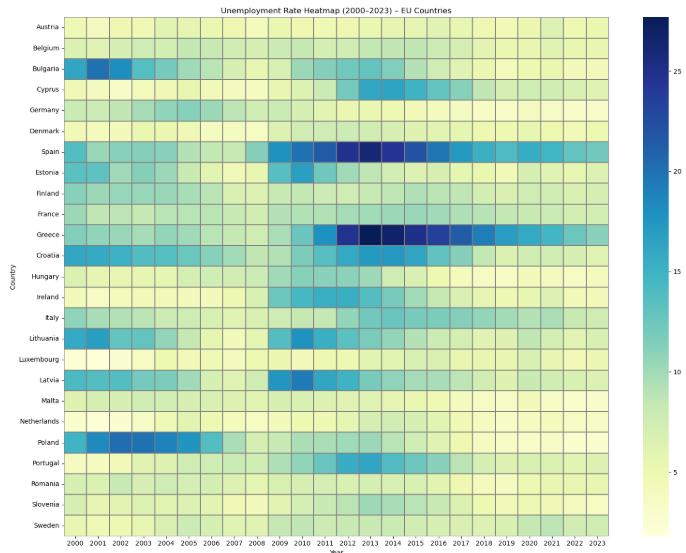 Unemployment Rate Heatmap (2000–2023) – EU Countries
Country
Austria
Belgium
Bulgaria
Cyprus
Germany
Denmark
Spain
Estonia
Finland
France
Greece
Croatia
Hungary
Ireland
Italy
Lithuania
Luxembourg
Latvia
Malta
Netherlands
Poland
Portugal
Romania
Slovenia
Sweden
2000 2001 2002 2003 2004 2005 2006 2007 2008 2009 2010 2011 2012 2013 2014 2015 2016 2017 2018 2019 2020 2021 2022 2023
Year
25
20
15
10
5